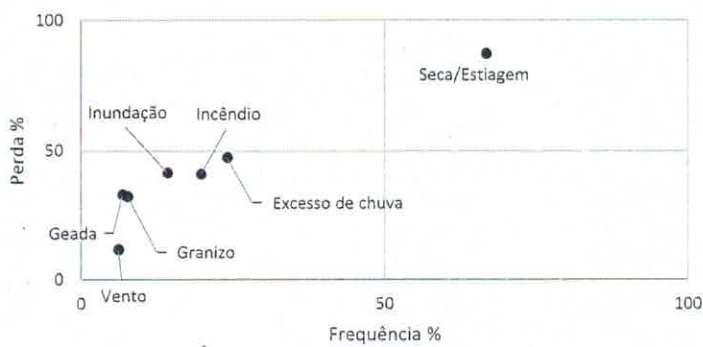 100
Seca/Estiagem
Inundação
Incêndio
Perda %
50
Excesso de chuva
Geada
Granizo
0
Vento
0
50
100
Frequência %